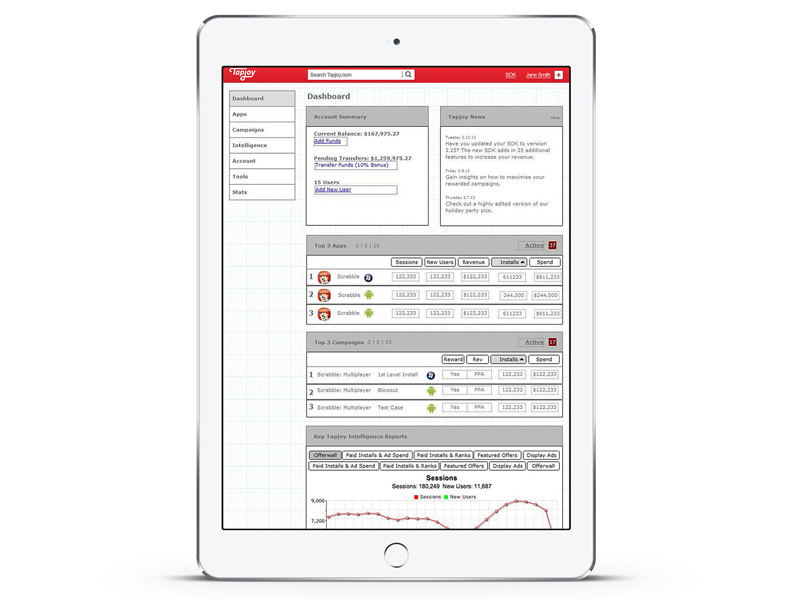 Tapjoy
Search Tapjoy.com
SDK
Jane Smith
+
Dashboard
Apps
Campaigns
Intelligence
Account
Tools
Stats
Dashboard
Account Summary
Current Balance: $167,975.27
Add Funds
Pending Transfers: $1,259,975.27
Transfer Funds (10% Bonus)
15 Users
Add New User
Tapjoy News
More
Tuesday 3.10.12
Have you updated your SDK to verwion
2.25? The new SDK adds in 25 additional
features to increase your revenue.
Friday 3.8.12
Gain insights on how to maximise your
rewarded campaigns.
Thursday 3.7.12
Check out a highly edited version of our
holiday party pics.
Top 3 Apps 3 | 5 | 10 Active 37
Sessions New Users Revenue Installs Spend
1 Scrabble 122,233 122,233 $122,233 611233 $611,233
2 Scrabble 122,233 122,233 $122,233 244,000 $244,000
3 Scrabble 122,233 122,233 $122,233 611233 $611,233
Top 3 Campaigns 3 | 5 | 10 Active 17
Reward Rev Installs Spend
1 Scrabble: Multiplayer 1st Level Install Yes PPA 122,233 $122,233
2 Scrabble: Multiplayer Blowout Yes PPA 122,233 $122,233
3 Scrabble: Multiplayer Test Case Yes PPA 122,233 $122,233
Key Tapjoy Intelligence Reports
Offerwall Paid Installs & Ad Spend Paid Installs & Ranks Featured Offers Display Ads
Paid Installs & Ad Spend Paid Installs & Ranks Featured Offers Display Ads Offerwall
Sessions
Sessions: 180,249 New Users: 11,687
Sessions New Users
9,000
7,200